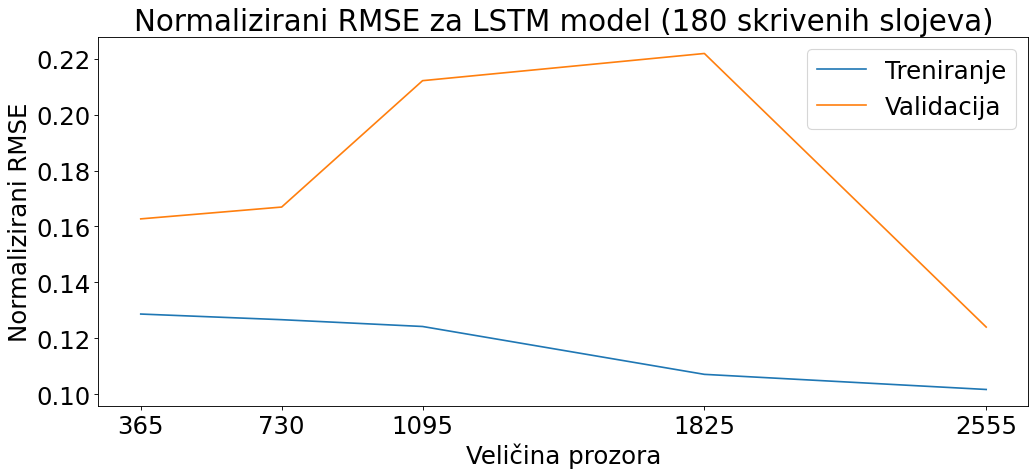 Normalizirani RMSE za LSTM model (180 skrivenih slojeva)
Treniranje
Validacija
Normalizirani RMSE
0.22
0.20
0.18
0.16
0.14
0.12
0.10
365 730 1095 1825 2555
Veličina prozora